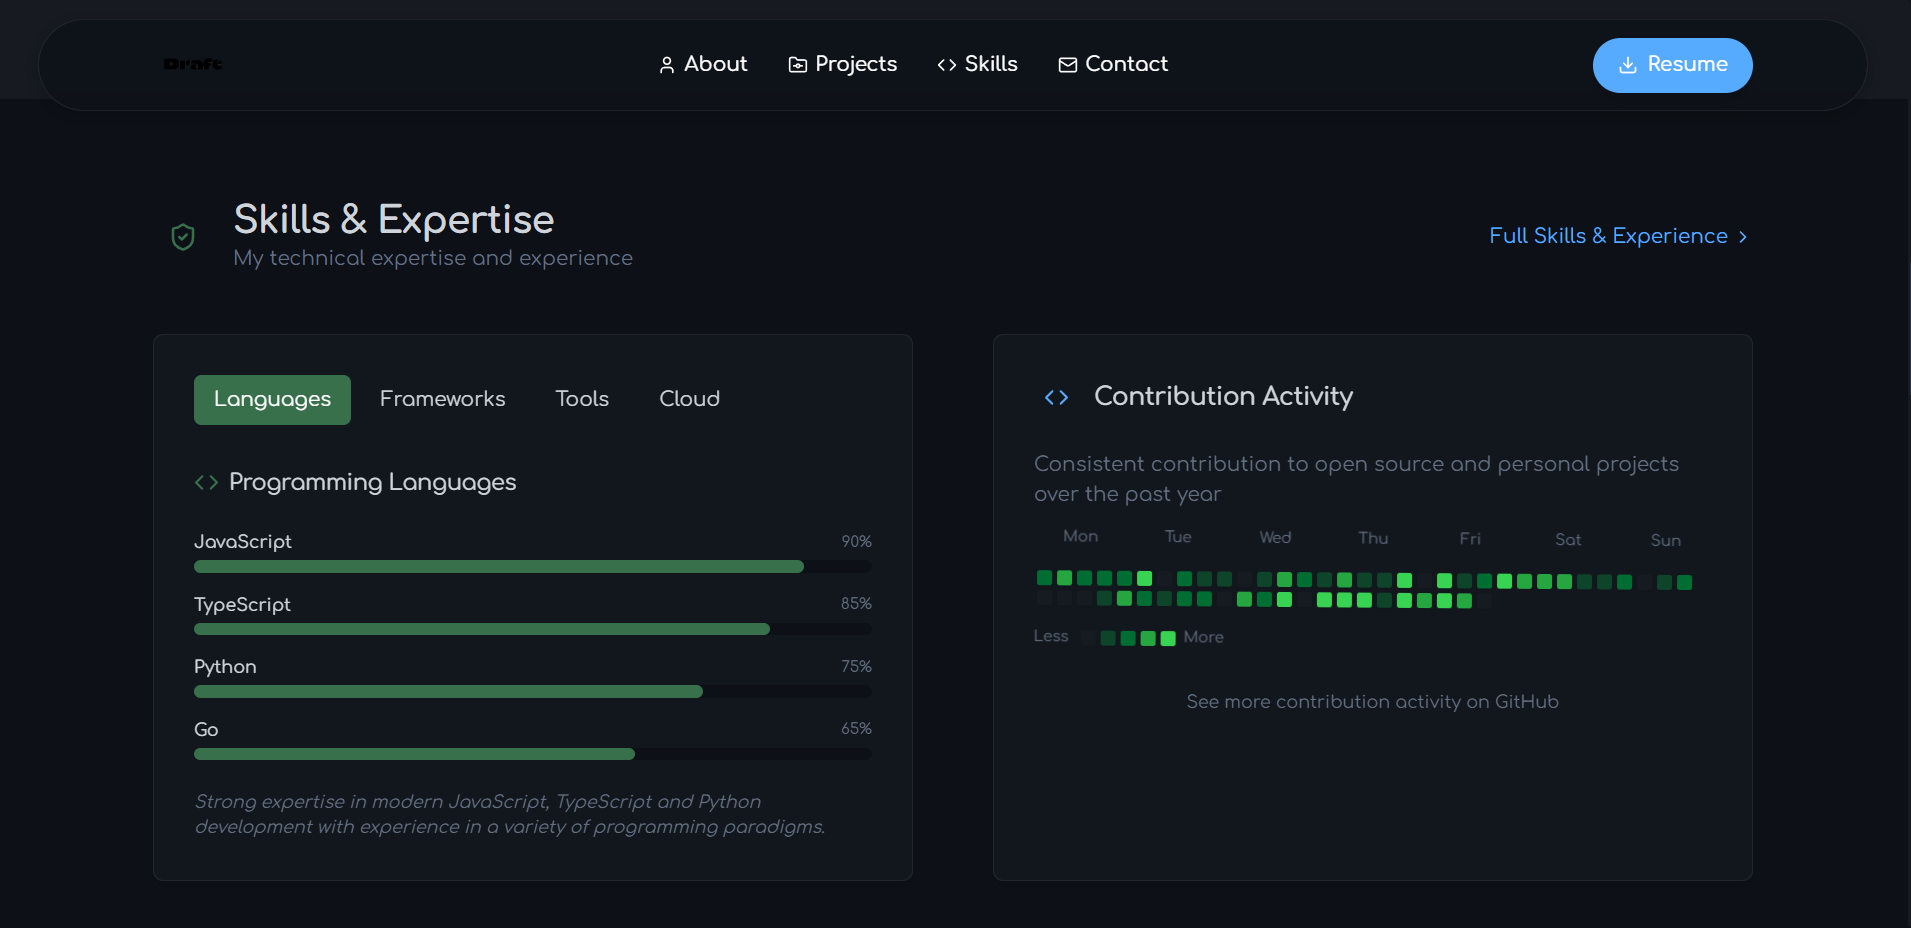 Draft
About
Projects
Skills
Contact
Resume
Skills & Expertise
My technical expertise and experience
Full Skills & Experience
Languages
Frameworks
Tools
Cloud
Programming Languages
JavaScript
90%
TypeScript
85%
Python
75%
Go
65%
Strong expertise in modern JavaScript, TypeScript and Python
development with experience in a variety of programming paradigms.
Contribution Activity
Consistent contribution to open source and personal projects
over the past year
Mon
Tue
Wed
Thu
Fri
Sat
Sun
Less
More
See more contribution activity on GitHub